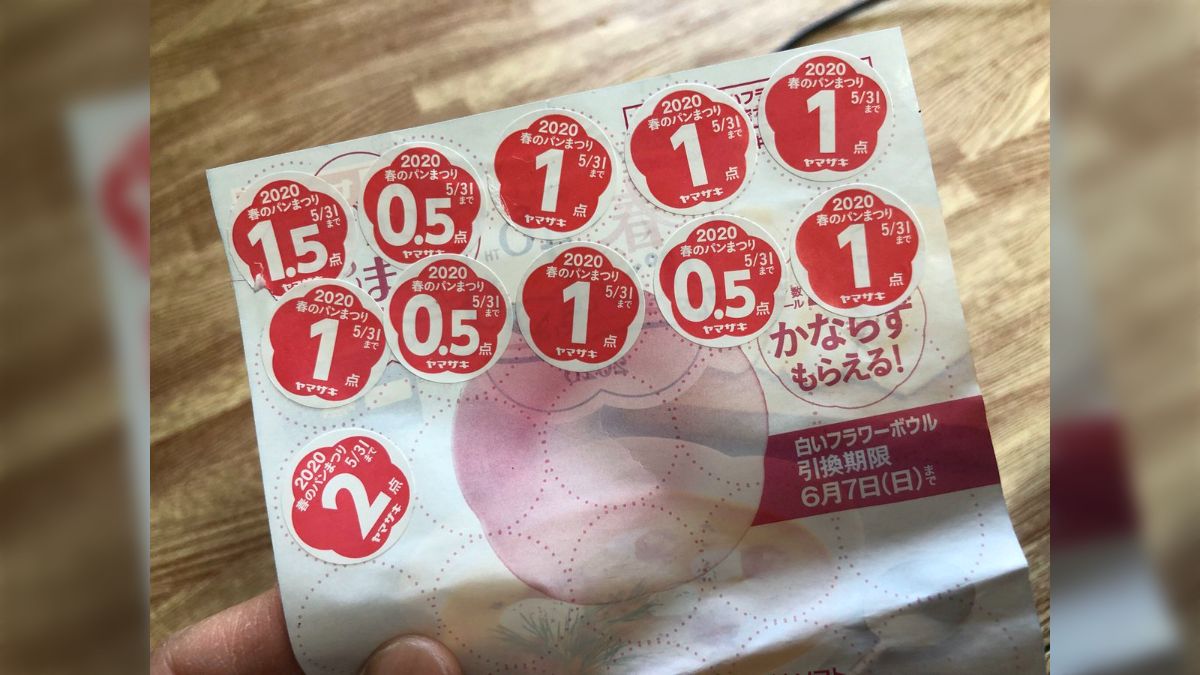 2020
春のパンまつり
5/31
まで
1.5点
ヤマザキ
2020
春のパンまつり
5/31
まで
0.5点
ヤマザキ
2020
春のパンまつり
5/31
まで
1点
2020
春のパンまつり
5/31
まで
1点
ヤマザキ
2020
春のパンまつり
5/31
まで
1点
ヤマザキ
2020
春のパンまつり
5/31
まで
1点
ヤマザキ
2020
春のパンまつり
5/31
まで
0.5点
ヤマザキ
2020
春のパンまつり
5/31
まで
1点
ヤマザキ
2020
春のパンまつり
5/31
まで
0.5点
ヤマザキ
2020
春のパンまつり
5/31
まで
1点
ヤマザキ
かならず
もらえる!
2020
春のパンまつり
5/31
まで
2点
ヤマザキ
白いフラワーボウル
引換期限
6月7日(日)まで